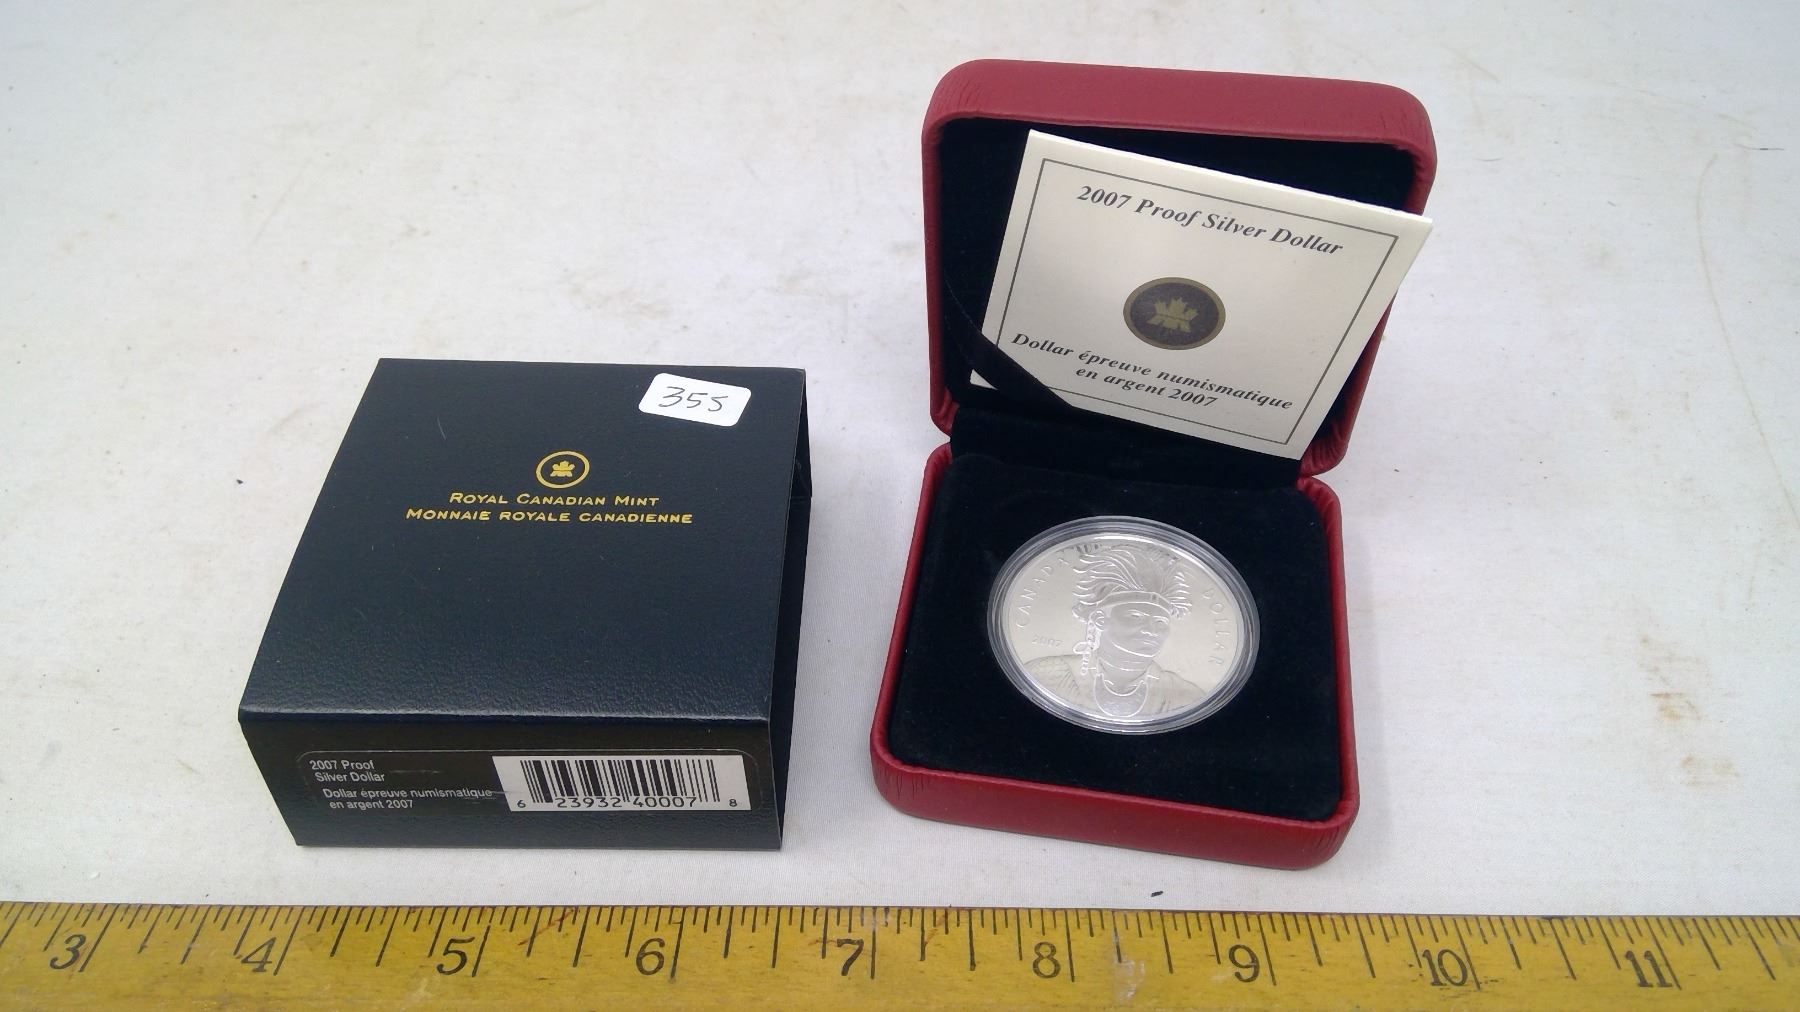 355
ROYAL CANADIAN MINT
MONNAIE ROYALE CANADIENNE
2007 Proof
Silver Dollar
Dollar épreuve numismatique
en argent 2007
6 23932 40007 8
2007 Proof Silver Dollar
Dollar épreuve numismatique
en argent 2007
CANADA DOLLAR
2007
3 4 5 6 7 8 9 10 11